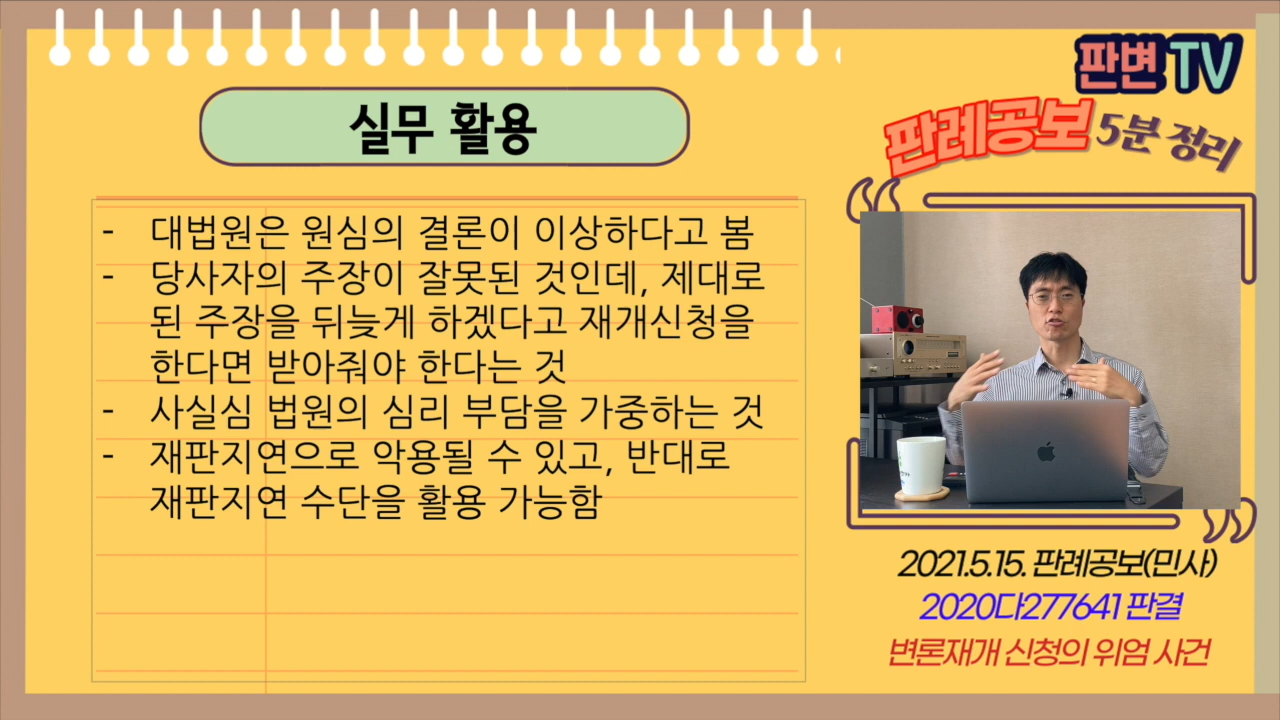 판변 TV
판례공보 5분 정리
실무 활용
- 대법원은 원심의 결론이 이상하다고 봄
- 당사자의 주장이 잘못된 것인데, 제대로
된 주장을 뒤늦게 하겠다고 재개신청을
한다면 받아줘야 한다는 것
- 사실심 법원의 심리 부담을 가중하는 것
- 재판지연으로 악용될 수 있고, 반대로
재판지연 수단을 활용 가능함
2021.5.15. 판례공보(민사)
2020다277641 판결
변론재개 신청의 위엄 사건